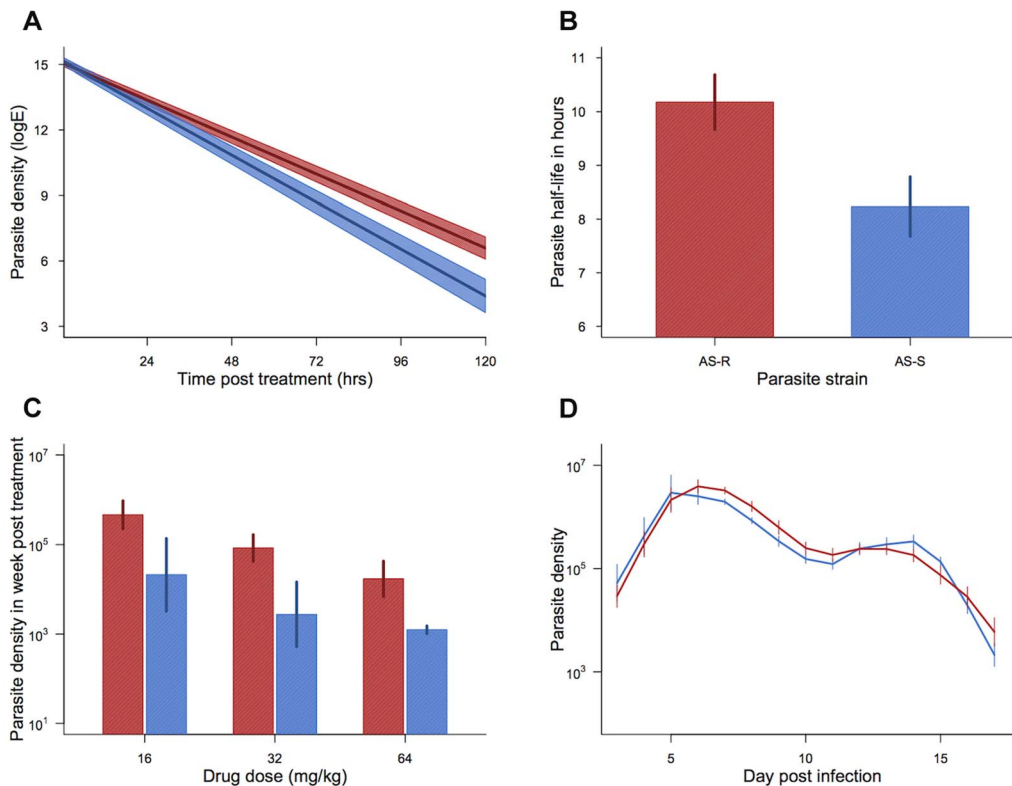 A
15
12
9
6
3
Parasite density (logE)
24 48 72 96 120
Time post treatment (hrs)
B
11
10
9
8
7
6
Parasite half-life in hours
AS-R AS-S
Parasite strain
C
10^7
10^5
10^3
10^1
Parasite density in week post treatment
16 32 64
Drug dose (mg/kg)
D
10^7
10^5
10^3
Parasite density
5 10 15
Day post infection